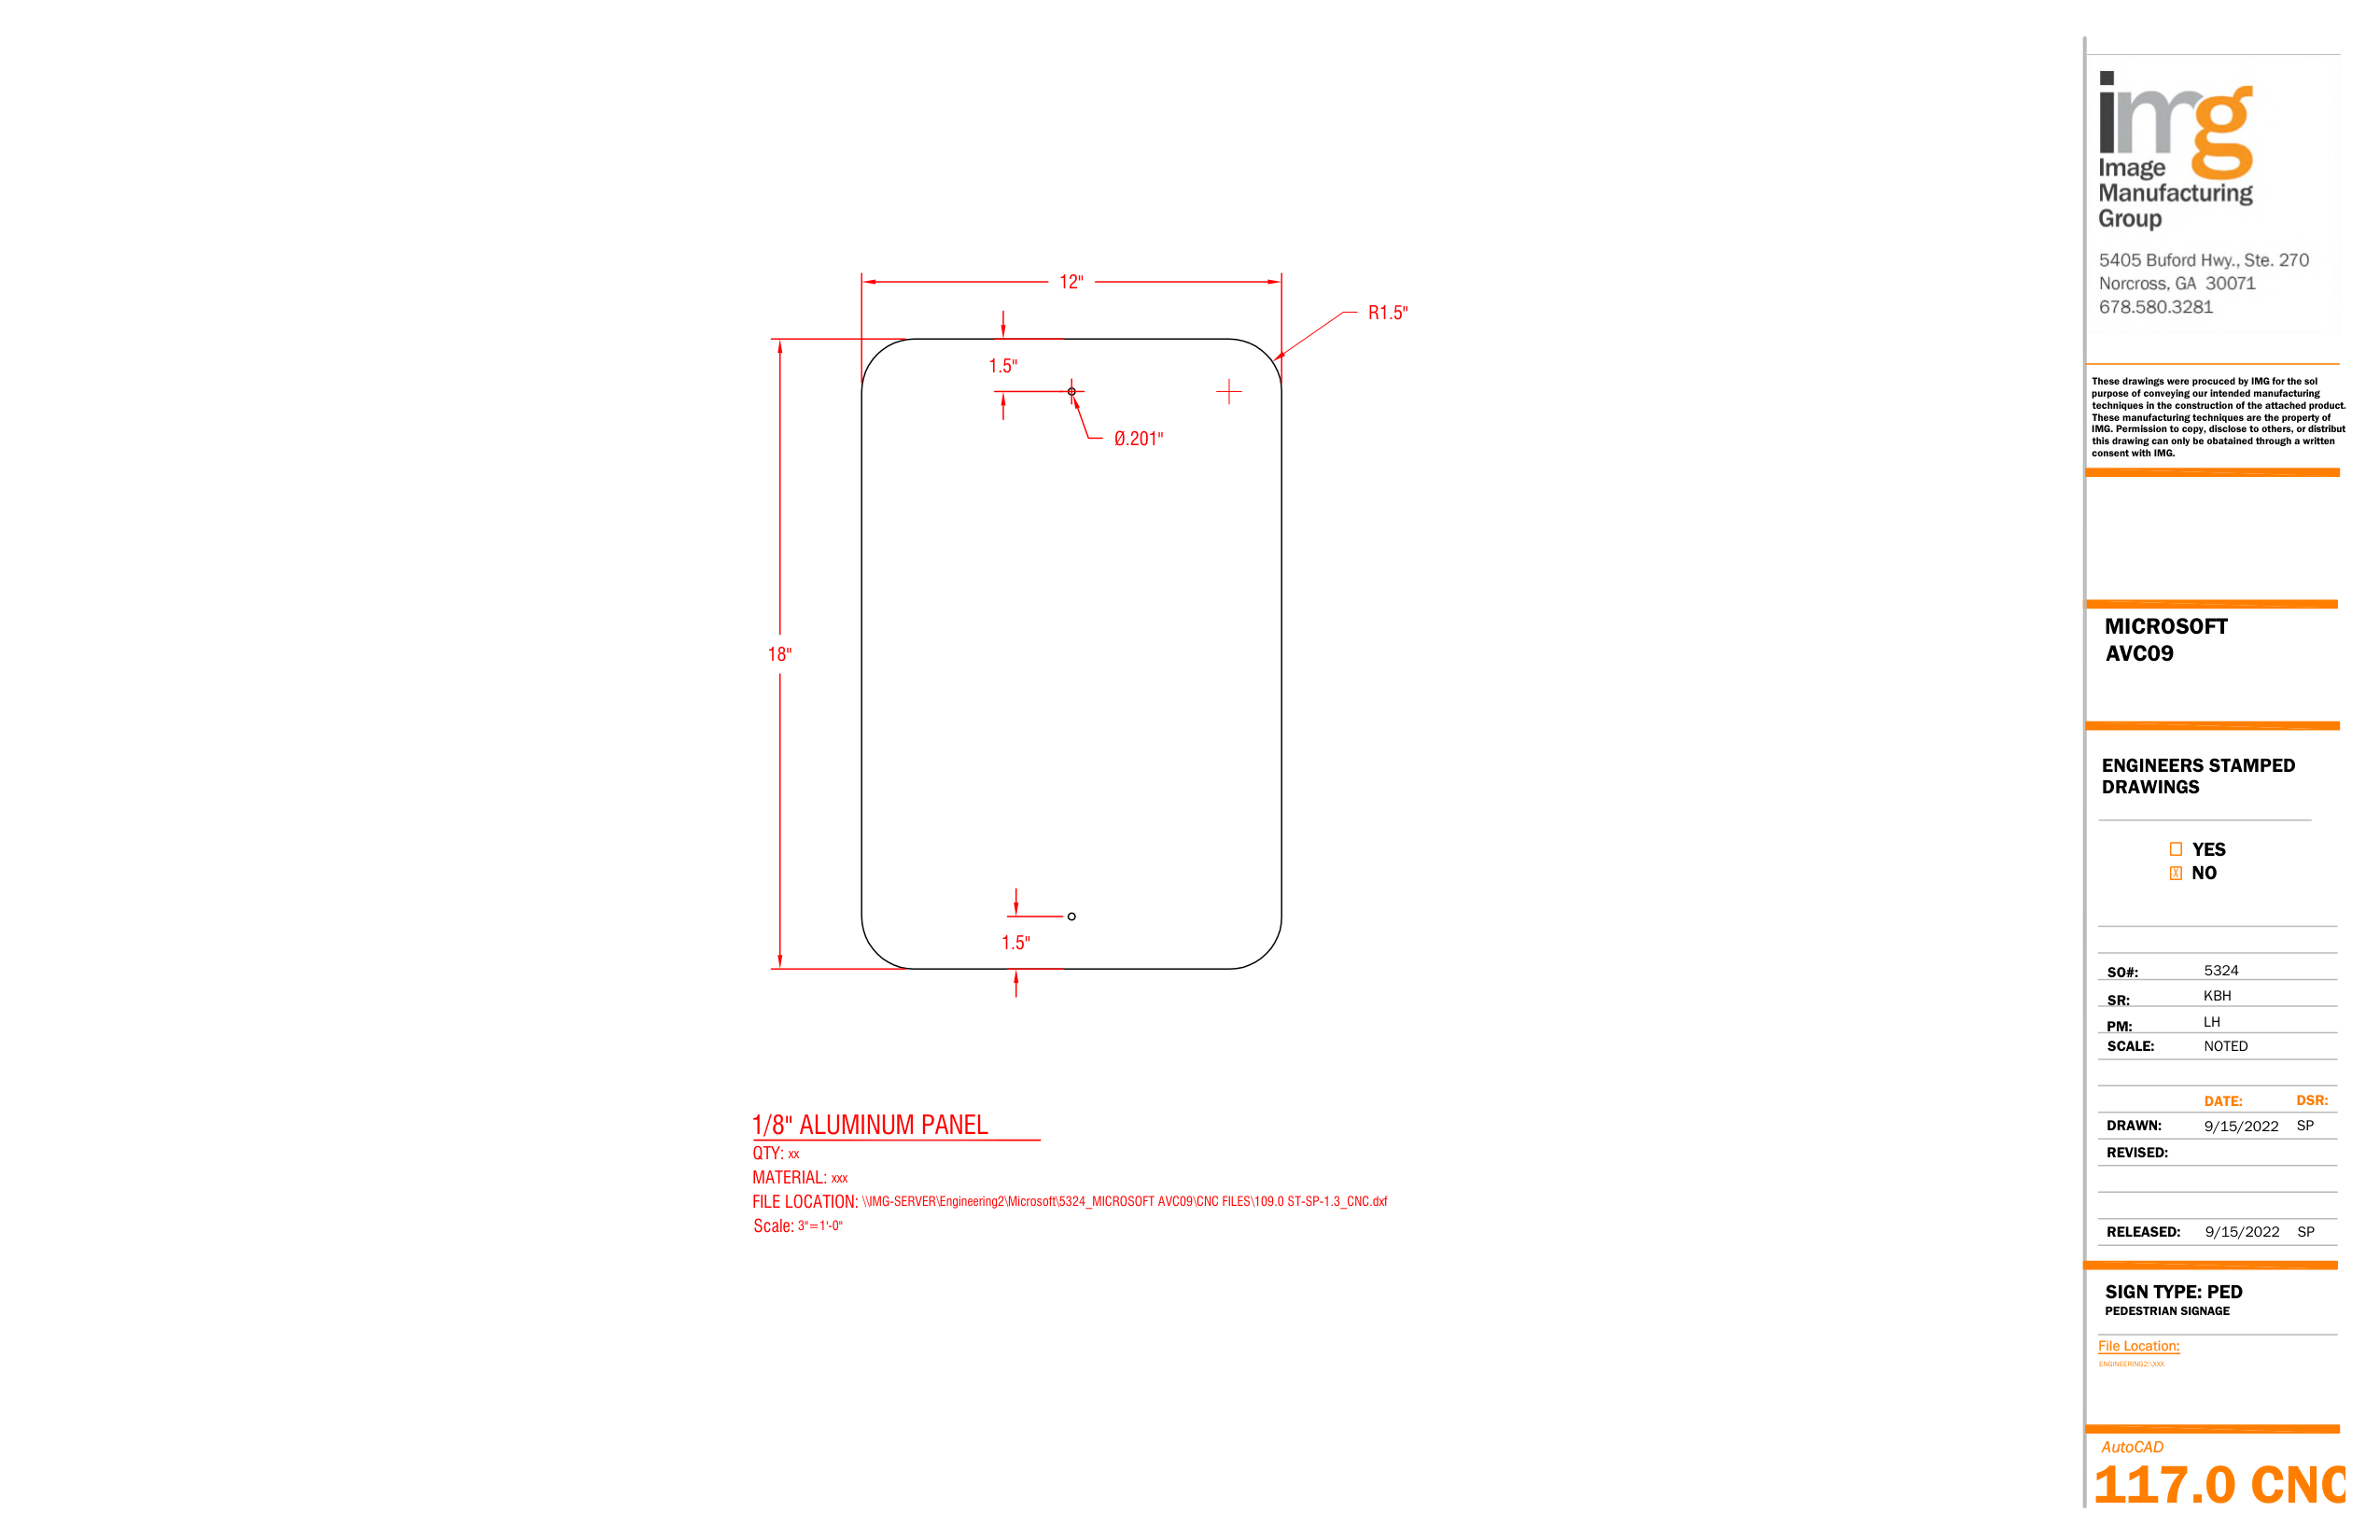 12"
R1.5"
1.5"
Ø.201"
18"
1.5"
1/8" ALUMINUM PANEL
QTY: xx
MATERIAL: xxx
FILE LOCATION: \\IMG-SERVER\Engineering2\Microsoft\5324_MICROSOFT AVC09\CNC FILES\109.0 ST-SP-1.3_CNC.dxf
Scale: 3"=1'-0"
img
Image
Manufacturing
Group
5405 Buford Hwy., Ste. 270
Norcross, GA 30071
678.580.3281
These drawings were procuced by IMG for the sol
purpose of conveying our intended manufacturing
techniques in the construction of the attached product.
These manufacturing techniques are the property of
IMG. Permission to copy, disclose to others, or distribut
this drawing can only be obatained through a written
consent with IMG.
MICROSOFT
AVC09
ENGINEERS STAMPED
DRAWINGS
YES
X NO
SO#: 5324
SR: KBH
PM: LH
SCALE: NOTED
DATE: DSR:
DRAWN: 9/15/2022 SP
REVISED:
RELEASED: 9/15/2022 SP
SIGN TYPE: PED
PEDESTRIAN SIGNAGE
File Location:
ENGINEERING2:\XXX
AutoCAD
117.0 CNC